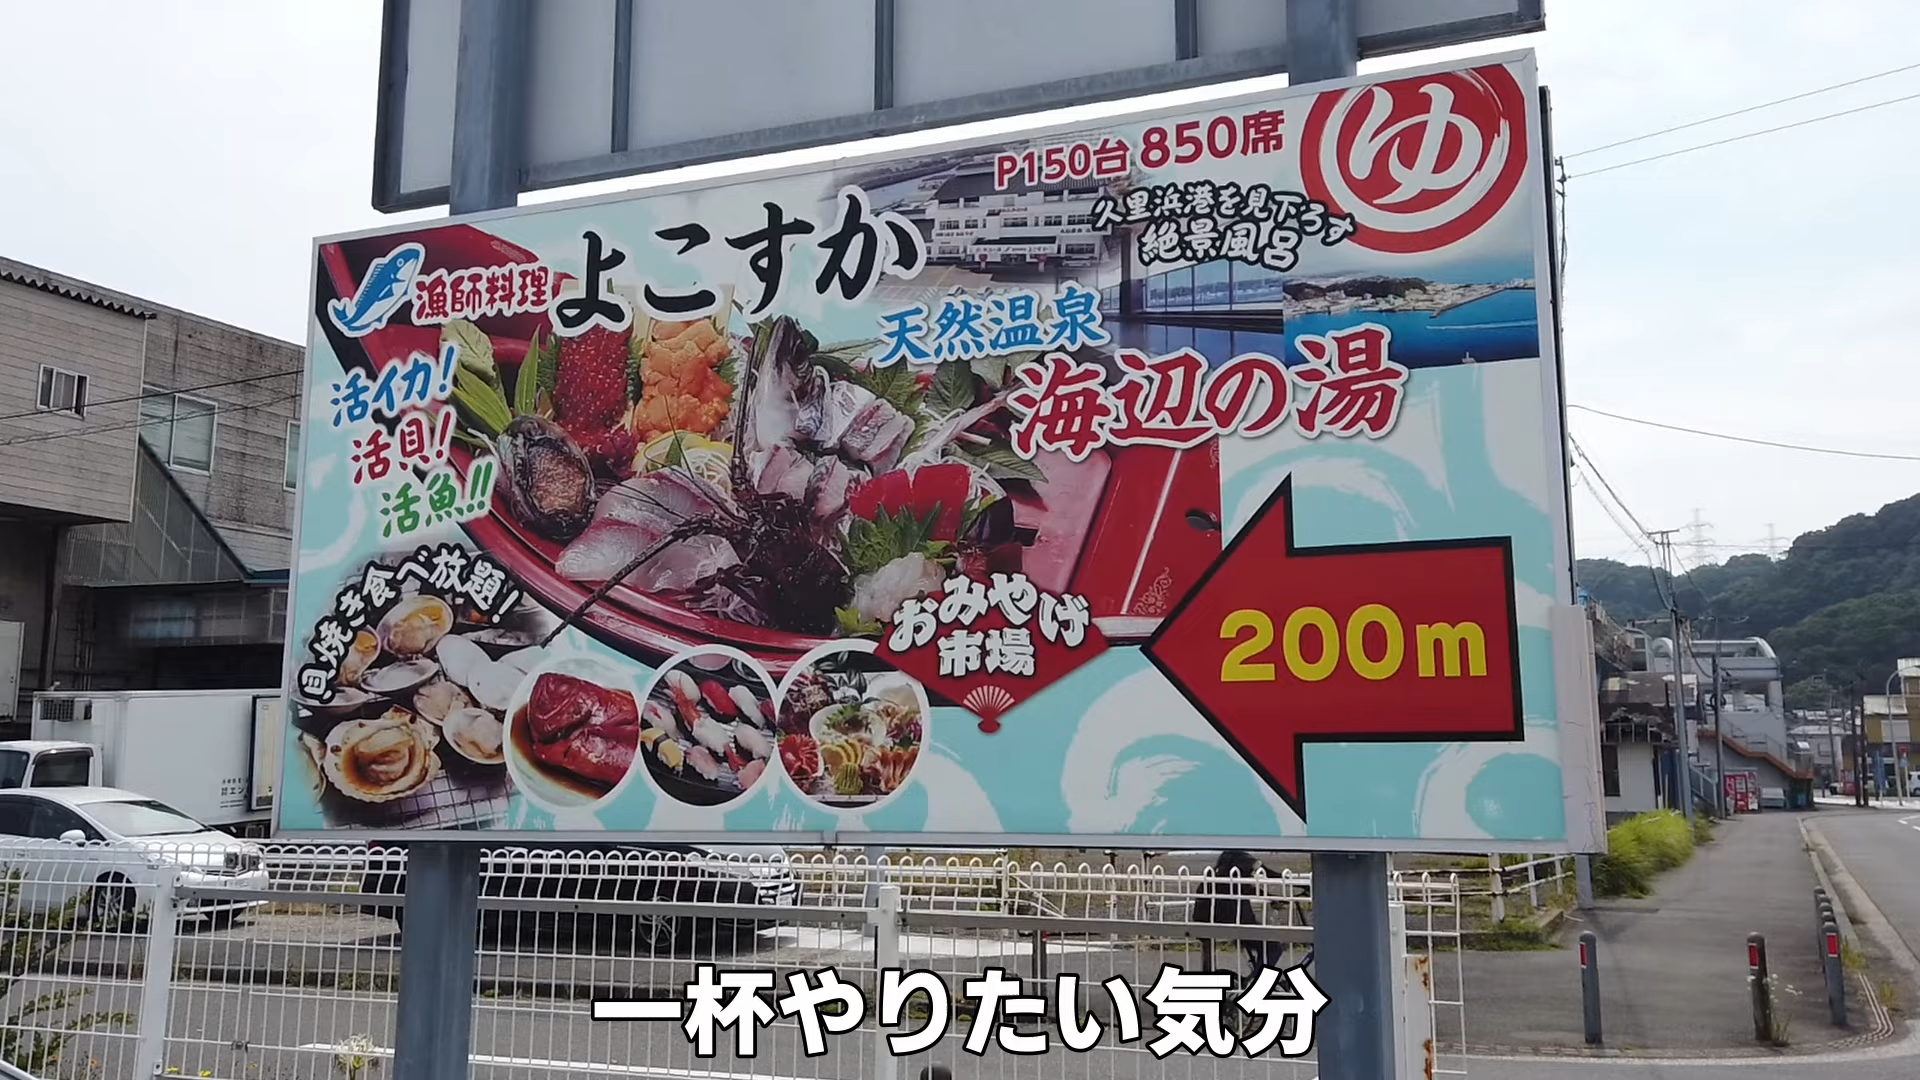 P150台 850席
ゆ
久里浜港を見下ろす
絶景風呂
漁師料理 よこすか
天然温泉
海辺の湯
活イカ!
活貝!
活魚!!
貝焼き食べ放題!
おみやげ
市場
200m
一杯やりたい気分